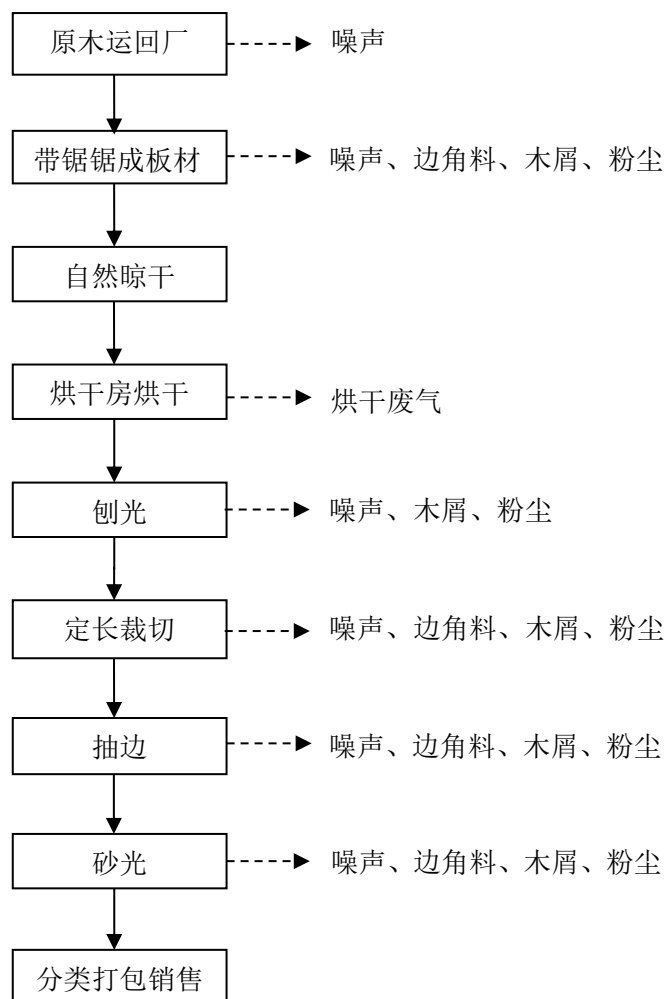 原木运回厂 噪声
带锯锯成板材 噪声、边角料、木屑、粉尘
自然晾干
烘干房烘干 烘干废气
刨光 噪声、木屑、粉尘
定长裁切 噪声、边角料、木屑、粉尘
抽边 噪声、边角料、木屑、粉尘
砂光 噪声、边角料、木屑、粉尘
分类打包销售